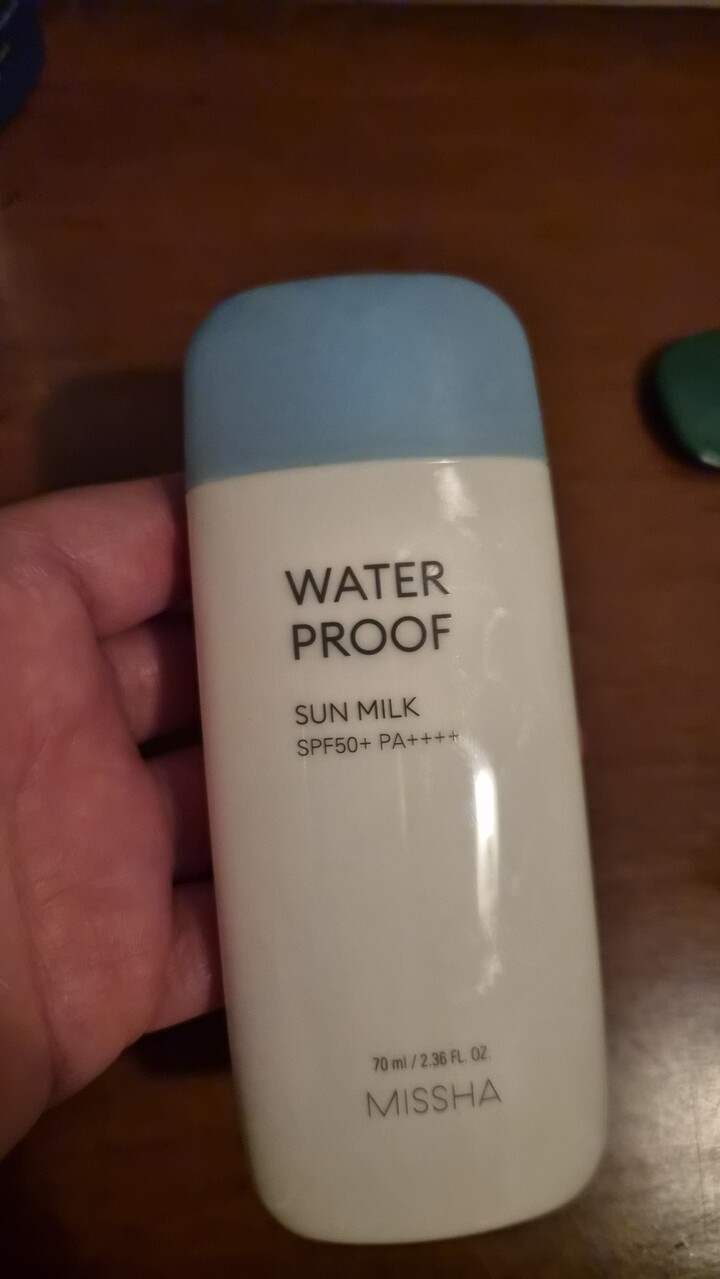 WATER
PROOF
SUN MILK
SPF50+ PA++++
70 ml / 2.36 FL. OZ.
MISSHA